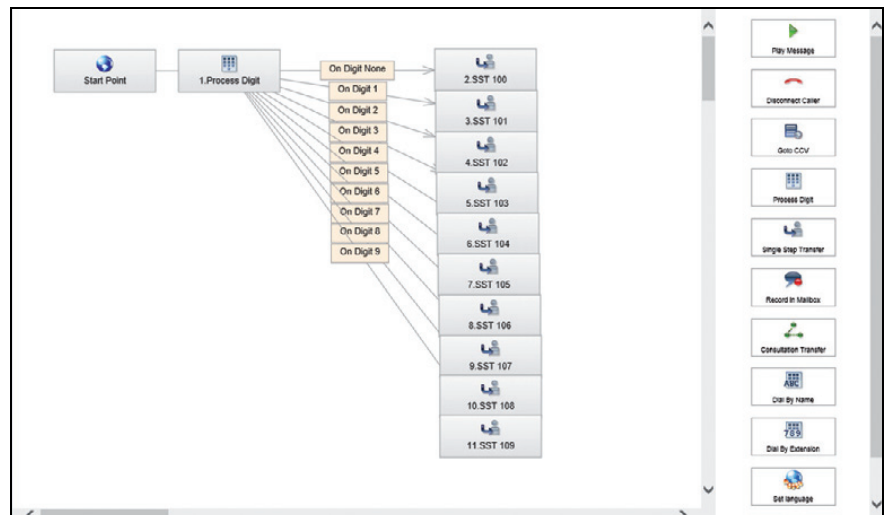 Start Point
1.Process Digit
On Digit None
On Digit 1
On Digit 2
On Digit 3
On Digit 4
On Digit 5
On Digit 6
On Digit 7
On Digit 8
On Digit 9
2.SST 100
3.SST 101
4.SST 102
5.SST 103
6.SST 104
7.SST 105
8.SST 106
9.SST 107
10.SST 108
11.SST 109
Play Message
Disconnect Caller
Goto CCV
Process Digit
Single Step Transfer
Record In Mailbox
Consultation Transfer
ABC
Dial By Name
789
Dial By Extension
Set language